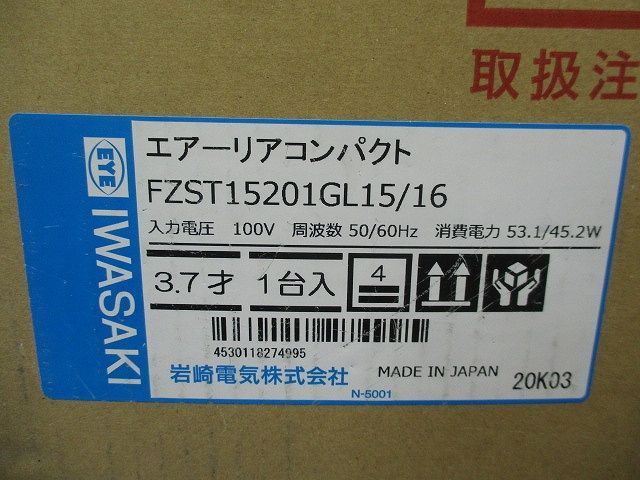 取扱注
エアーリアコンパクト
FZST15201GL15/16
入力電圧 100V 周波数 50/60Hz 消費電力 53.1/45.2W
3.7才 1台入 4
4530118274995
岩崎電気株式会社 MADE IN JAPAN 20K03
N-5001
EYE IWASAKI